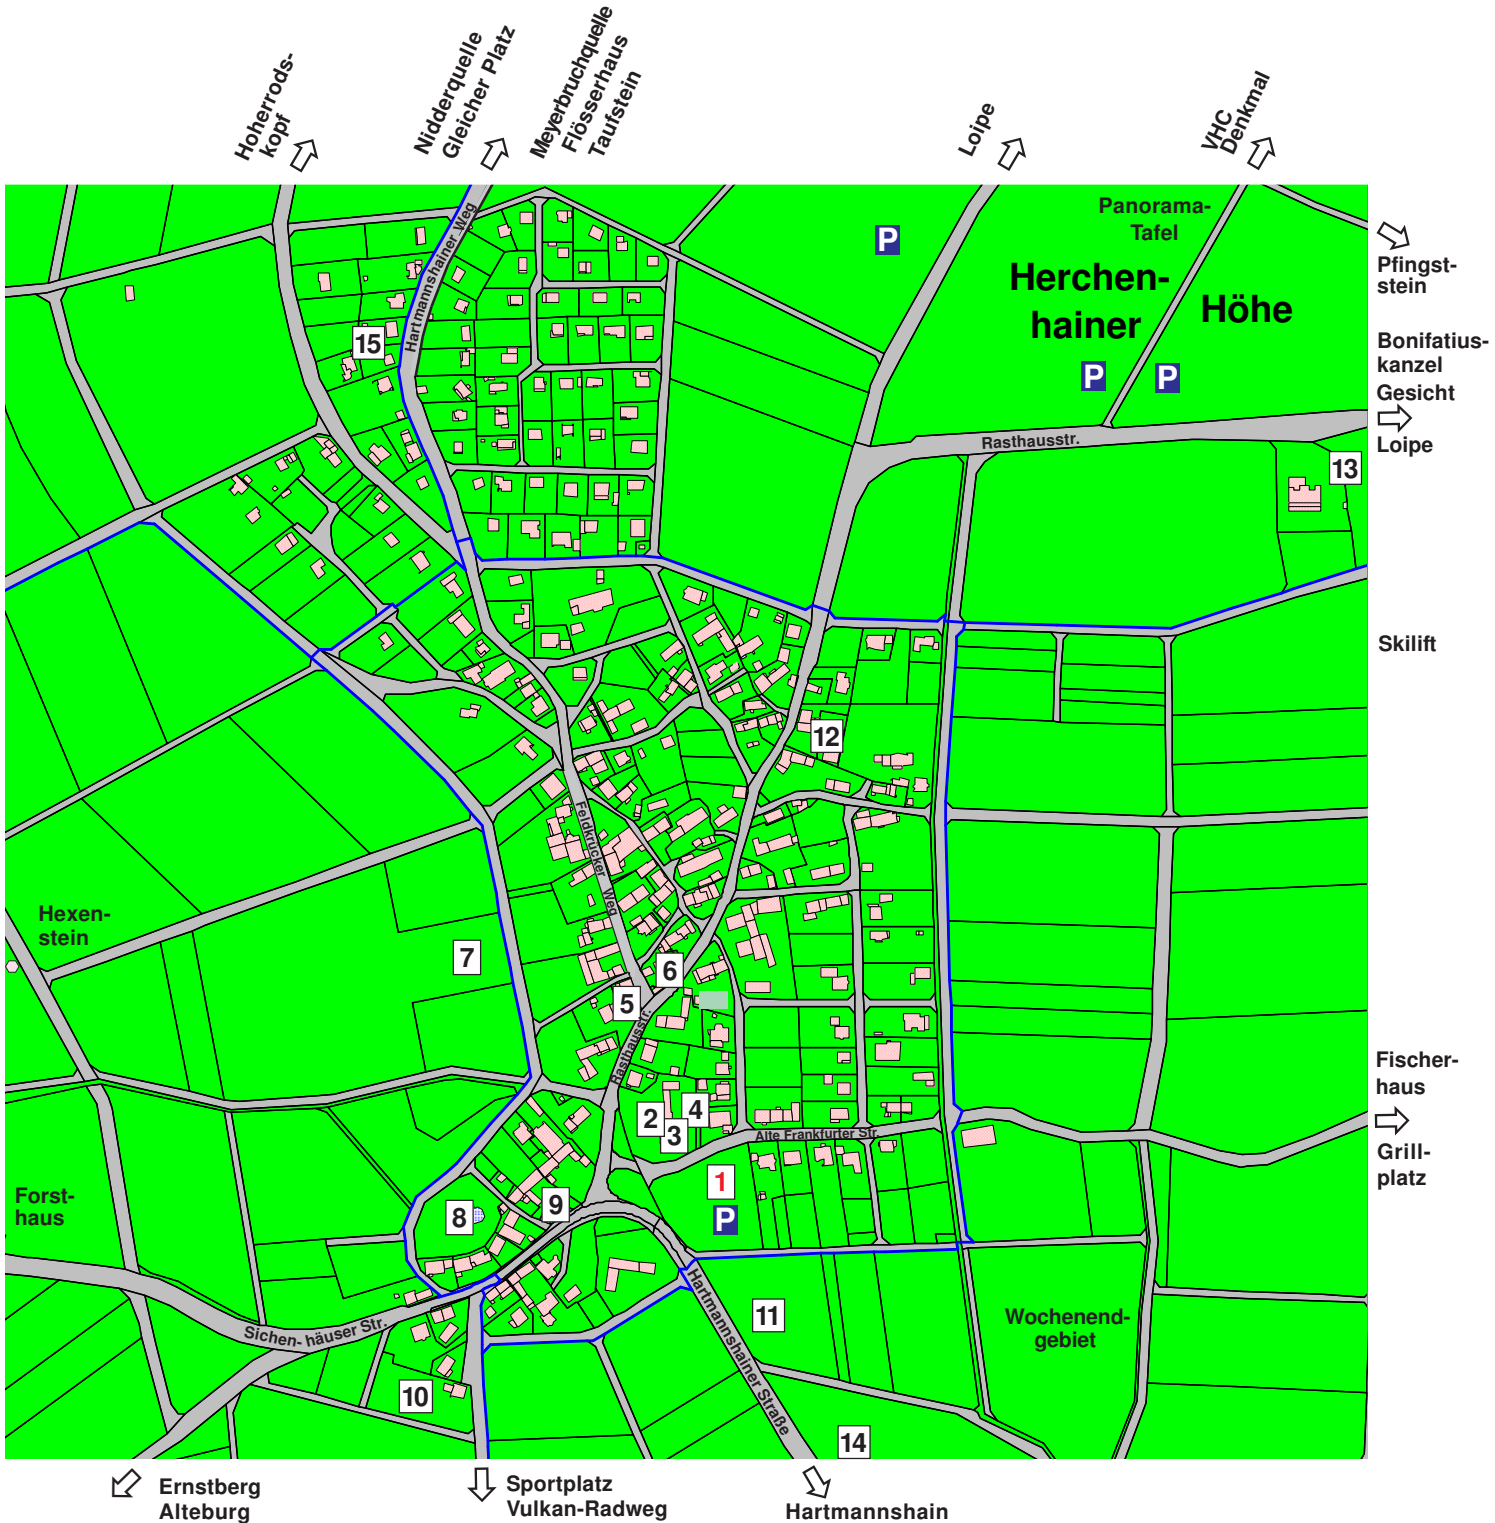 Hoherrods-
kopf
Nidderquelle
Gleicher Platz
Meyerbruchquelle
Flösserhaus
Taufstein
Loipe
VHC
Denkmal
Panorama-
Tafel
P
Herchen-
hainer
Höhe
Pfingst-
stein
Bonifatius-
kanzel
Gesicht
Loipe
Hartmannshainer Weg
15
P
P
Rasthausstr.
13
Skilift
12
Feldkrücker Weg
Hexen-
stein
7
6
5
Rasthausstr.
Fischer-
haus
2
4
3
Alte Frankfurter Str.
Grill-
platz
1
P
Forst-
haus
8
9
Hartmannshainer Straße
11
Wochenend-
gebiet
Sichen- häuser Str.
10
14
Ernstberg
Alteburg
Sportplatz
Vulkan-Radweg
Hartmannshain